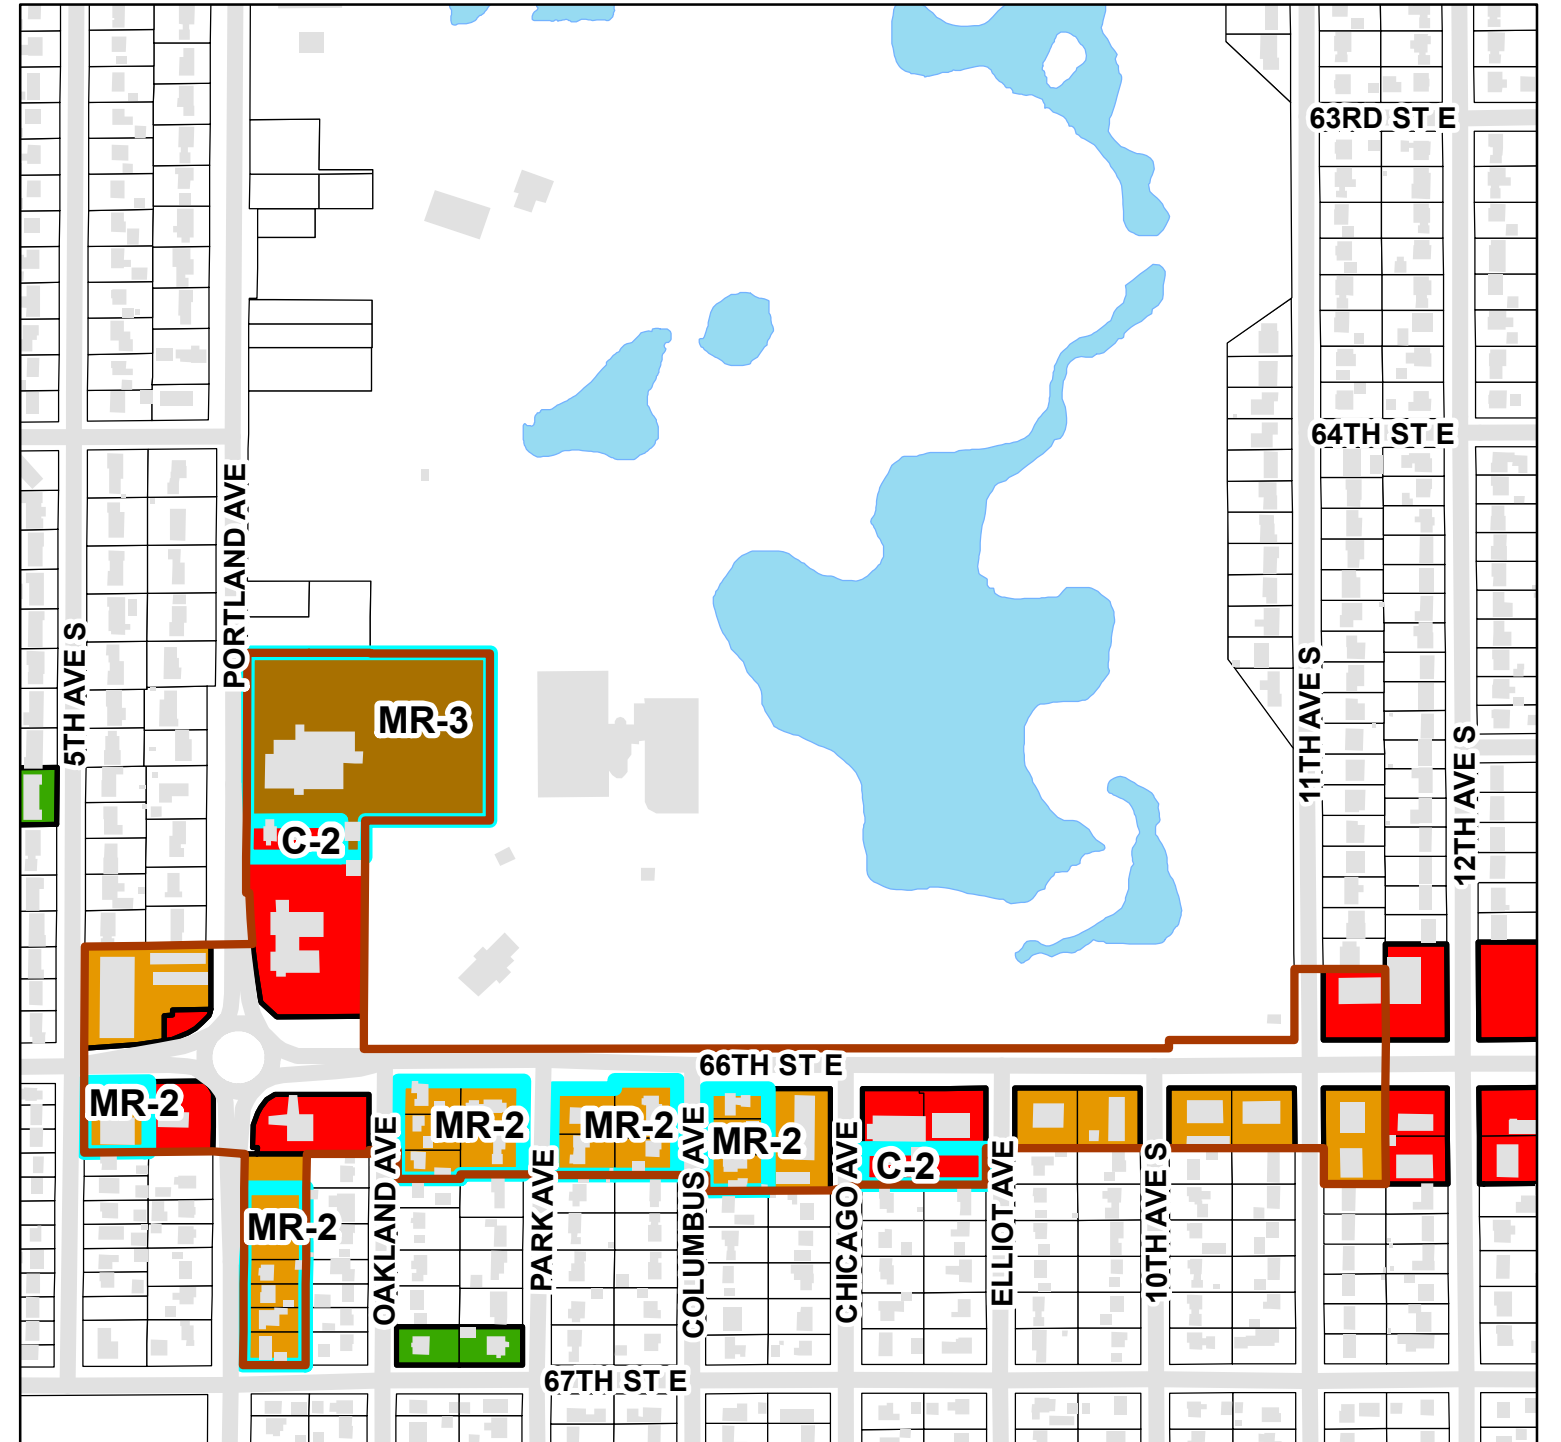 63RD ST E
64TH ST E
PORTLAND AVE
5TH AVE S
11TH AVE S
MR-3
12TH AVE S
C-2
66TH ST E
MR-2
MR-2
MR-2
MR-2
C-2
MR-2
OAKLAND AVE
PARK AVE
COLUMBUS AVE
CHICAGO AVE
ELLIOT AVE
10TH AVE S
67TH ST E